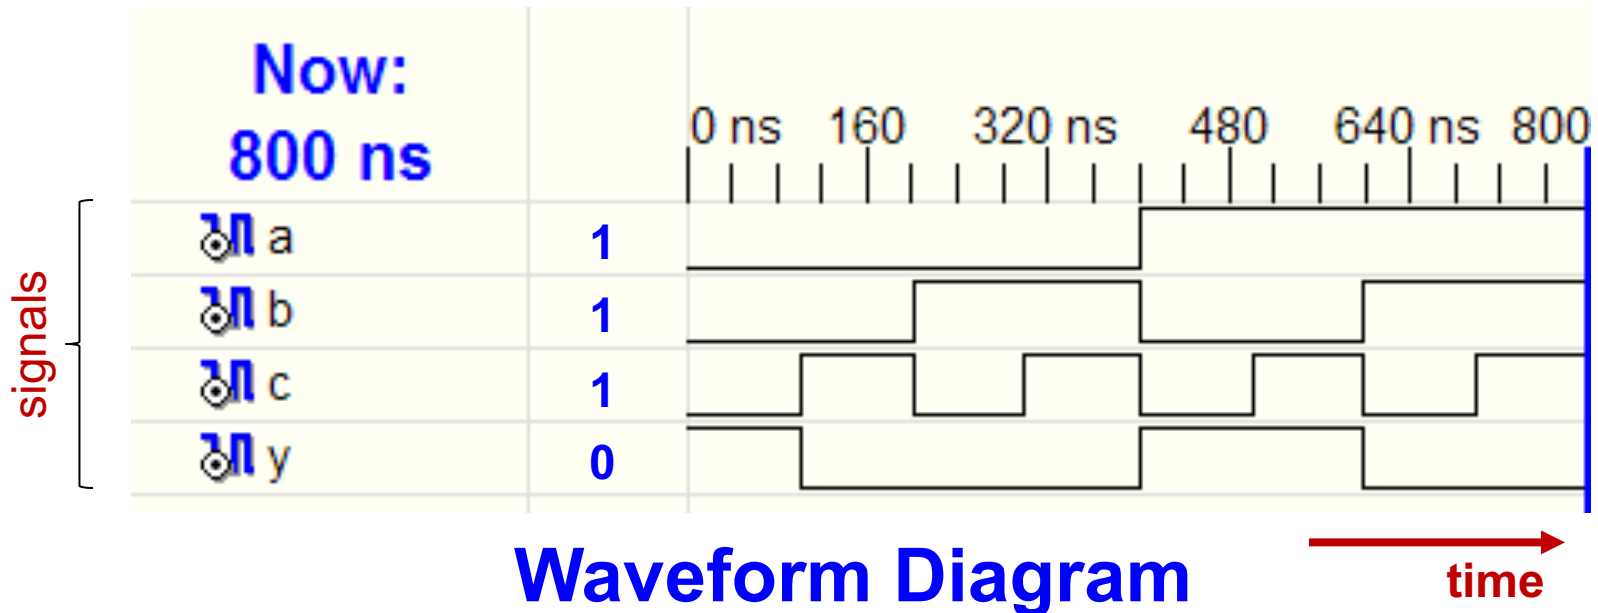 Now:
800 ns
0 ns 160 320 ns 480 640 ns 800
signals
a 1
b 1
c 1
y 0
Waveform Diagram
time